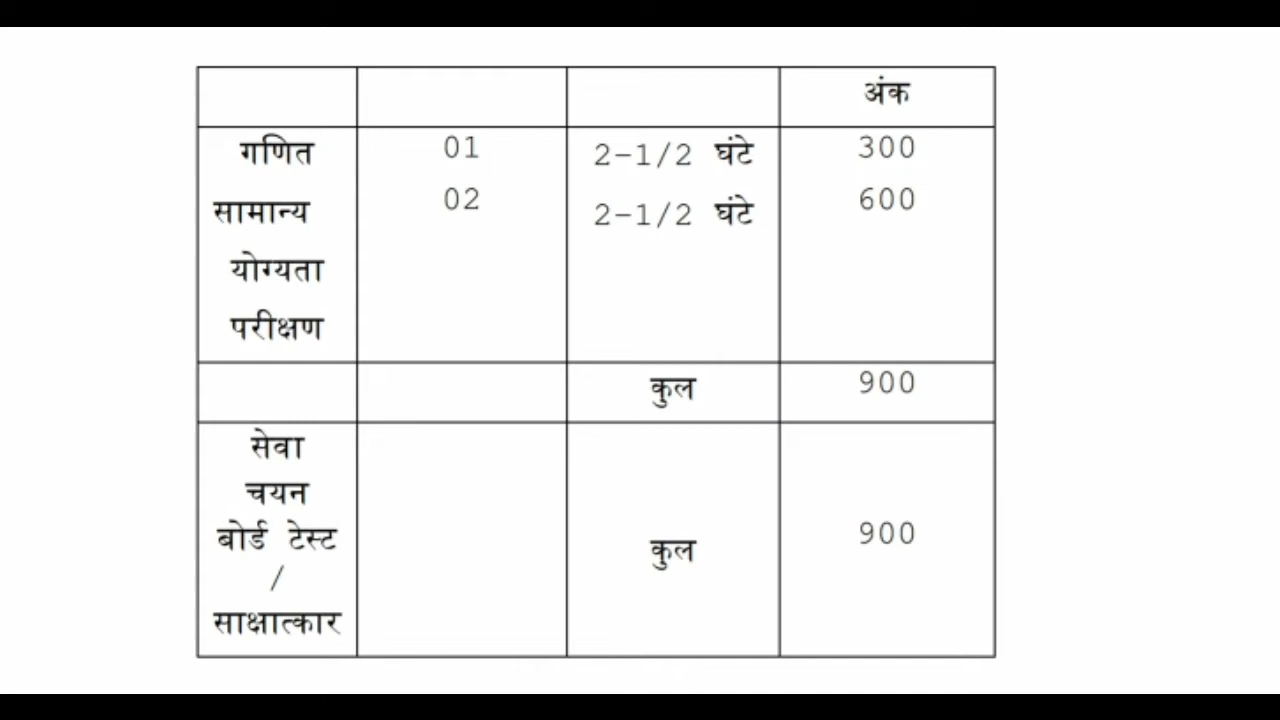 अंक
गणित 01 2-1/2 घंटे 300
सामान्य 02 2-1/2 घंटे 600
योग्यता
परीक्षण
कुल 900
सेवा
चयन
बोर्ड टेस्ट
/
साक्षात्कार
कुल 900